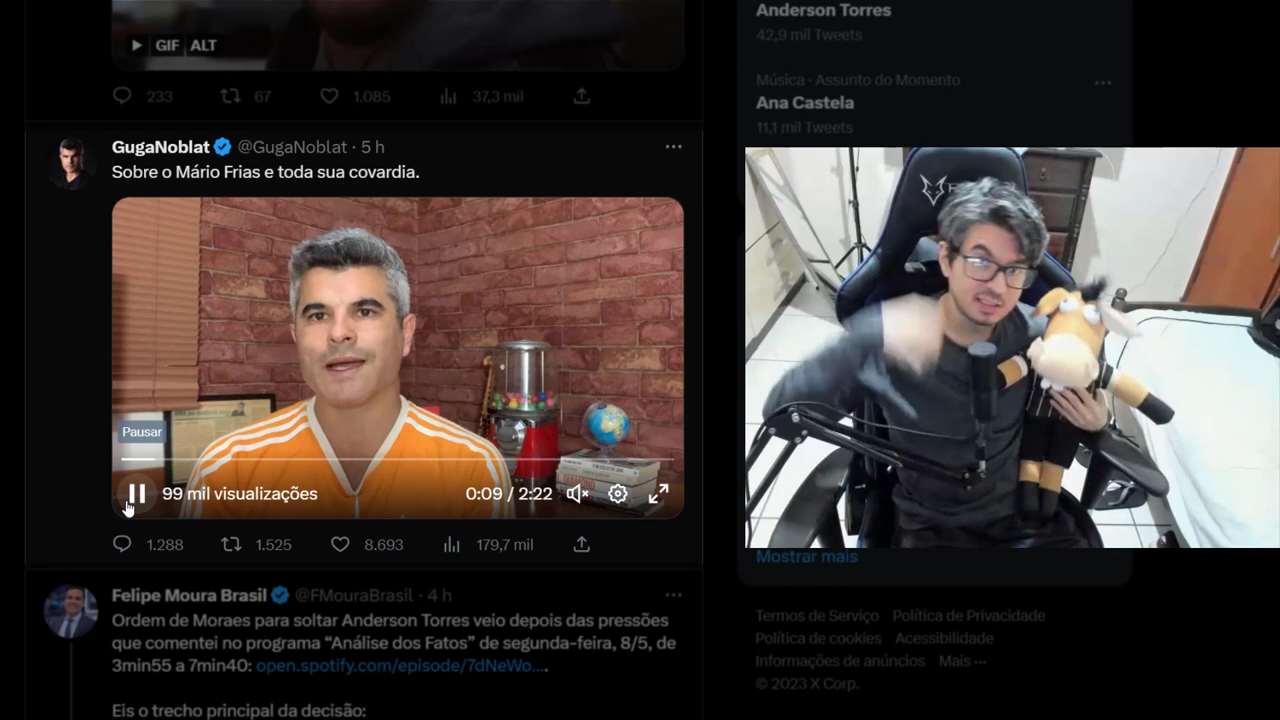 GIF ALT
233 67 1.085 37,3 mil
GugaNoblat @GugaNoblat · 5 h
Sobre o Mário Frias e toda sua covardia.
Pausar
99 mil visualizações 0:09 / 2:22
1.288 1.525 8.693 179,7 mil
Felipe Moura Brasil @FMouraBrasil · 4 h
Ordem de Moraes para soltar Anderson Torres veio depois das pressões
que comentei no programa “Análise dos Fatos” de segunda-feira, 8/5, de
3min55 a 7min40: open.spotify.com/episode/7dNeWo....
Eis o trecho principal da decisão:
Anderson Torres
42,9 mil Tweets
Música · Assunto do Momento
Ana Castela
11,1 mil Tweets
Mostrar mais
Termos de Serviço Política de Privacidade
Política de cookies Acessibilidade
Informações de anúncios Mais ···
© 2023 X Corp.